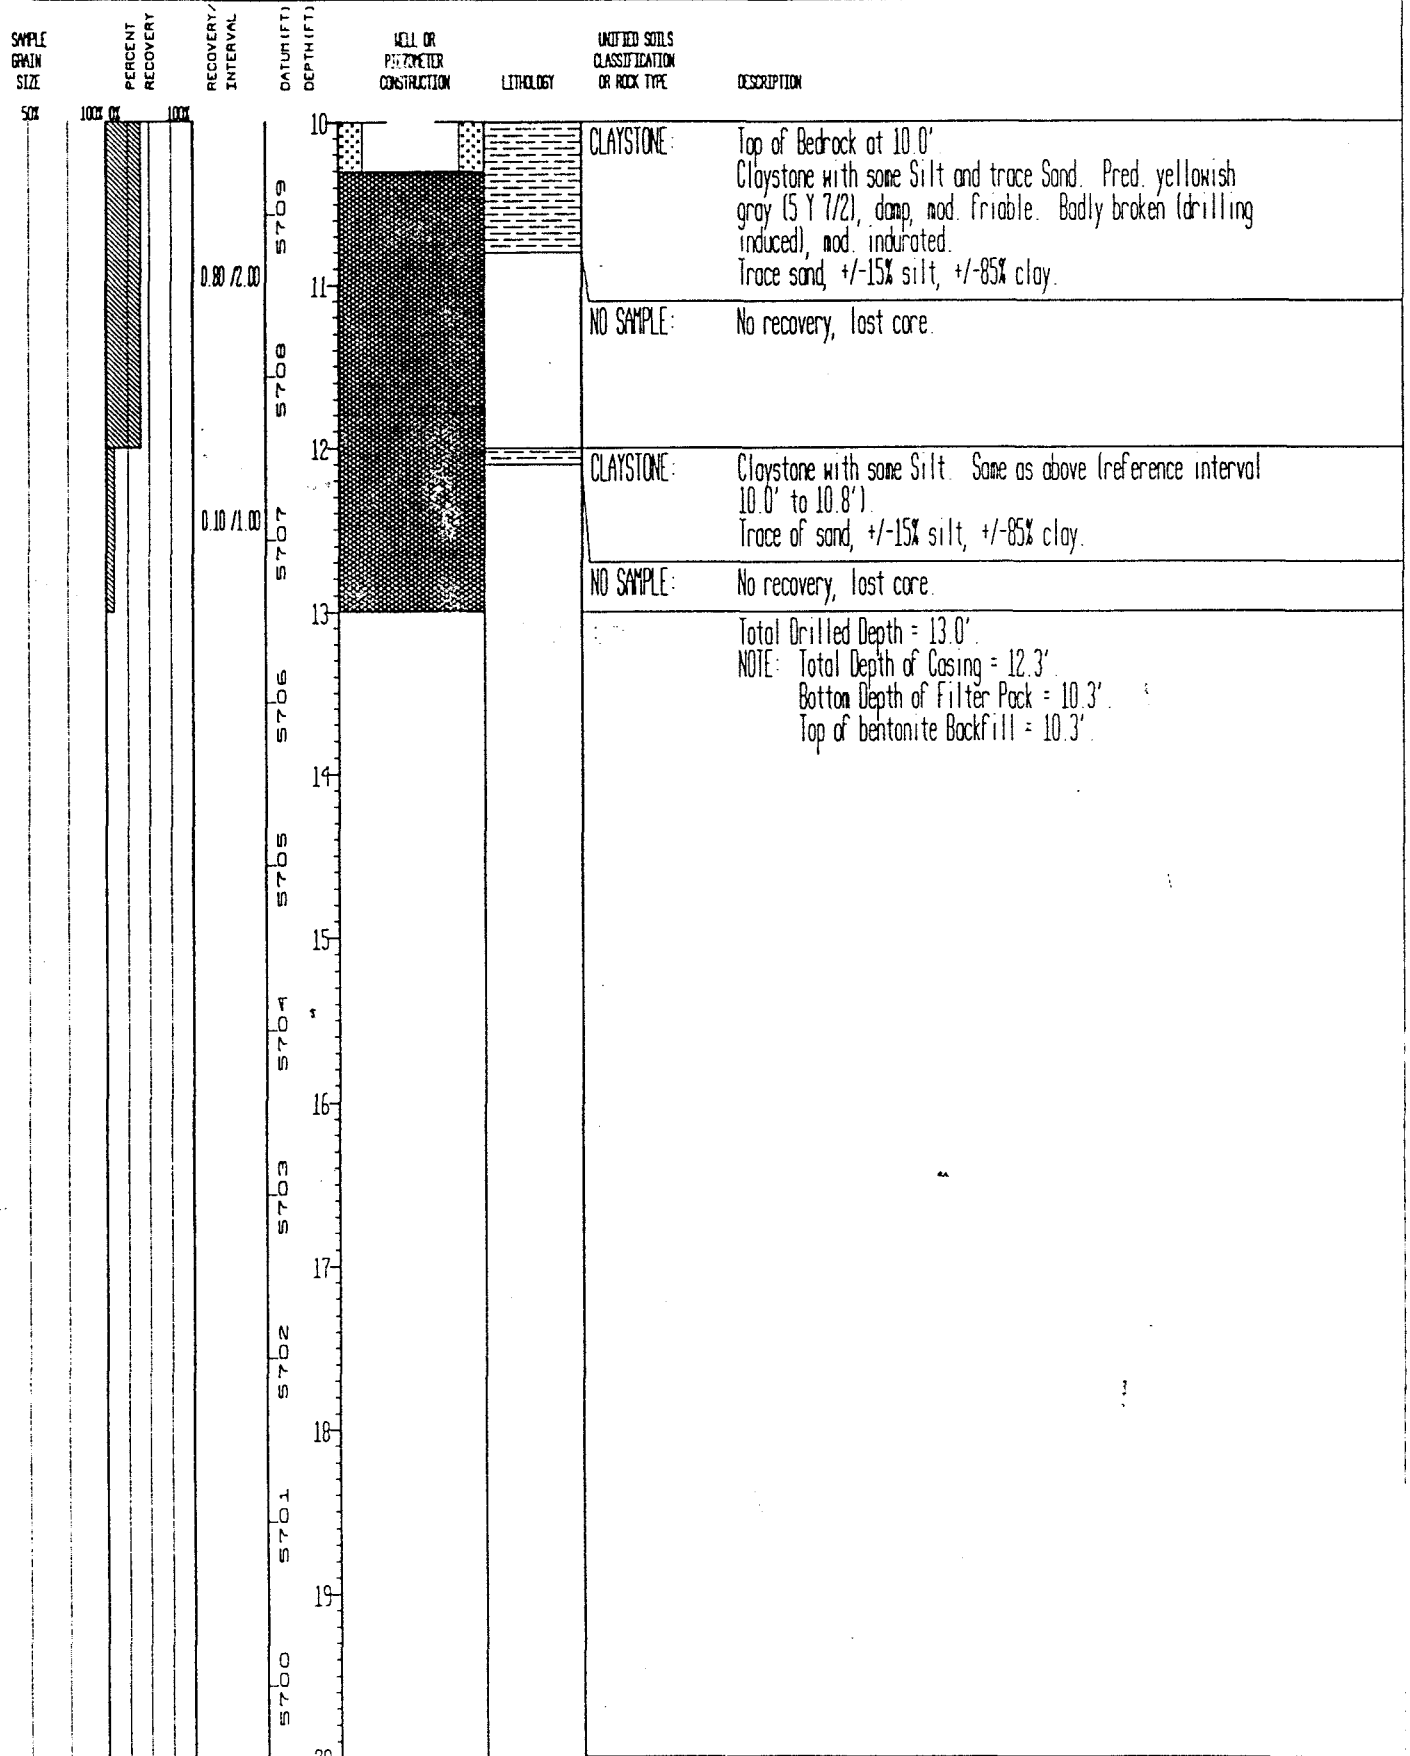 SAMPLE
GRAIN
SIZE
PERCENT
RECOVERY
RECOVERY/
INTERVAL
DATUM(FT)
DEPTH(FT)
WELL OR
PIEZOMETER
CONSTRUCTION
LITHOLOGY
UNIFIED SOILS
CLASSIFICATION
OR ROCK TYPE
DESCRIPTION
50% 100% 0% 100%
10
CLAYSTONE: Top of Bedrock at 10.0'
Claystone with some Silt and trace Sand. Pred. yellowish
gray (5 Y 7/2), damp, mod. friable. Badly broken (drilling
induced), mod. indurated.
Trace sand, +/-15% silt, +/-85% clay.
5709
0.80 /2.00
11
NO SAMPLE: No recovery, lost core.
5708
12
CLAYSTONE: Claystone with some Silt. Same as above (reference interval
10.0' to 10.8').
Trace of sand, +/-15% silt, +/-85% clay.
0.10 /1.00
5707
NO SAMPLE: No recovery, lost core.
13
Total Drilled Depth = 13.0'.
NOTE: Total Depth of Casing = 12.3'.
Bottom Depth of Filter Pack = 10.3'.
Top of bentonite Backfill = 10.3'.
5706
14
5705
15
5704
16
5703
17
5702
18
5701
19
5700
20